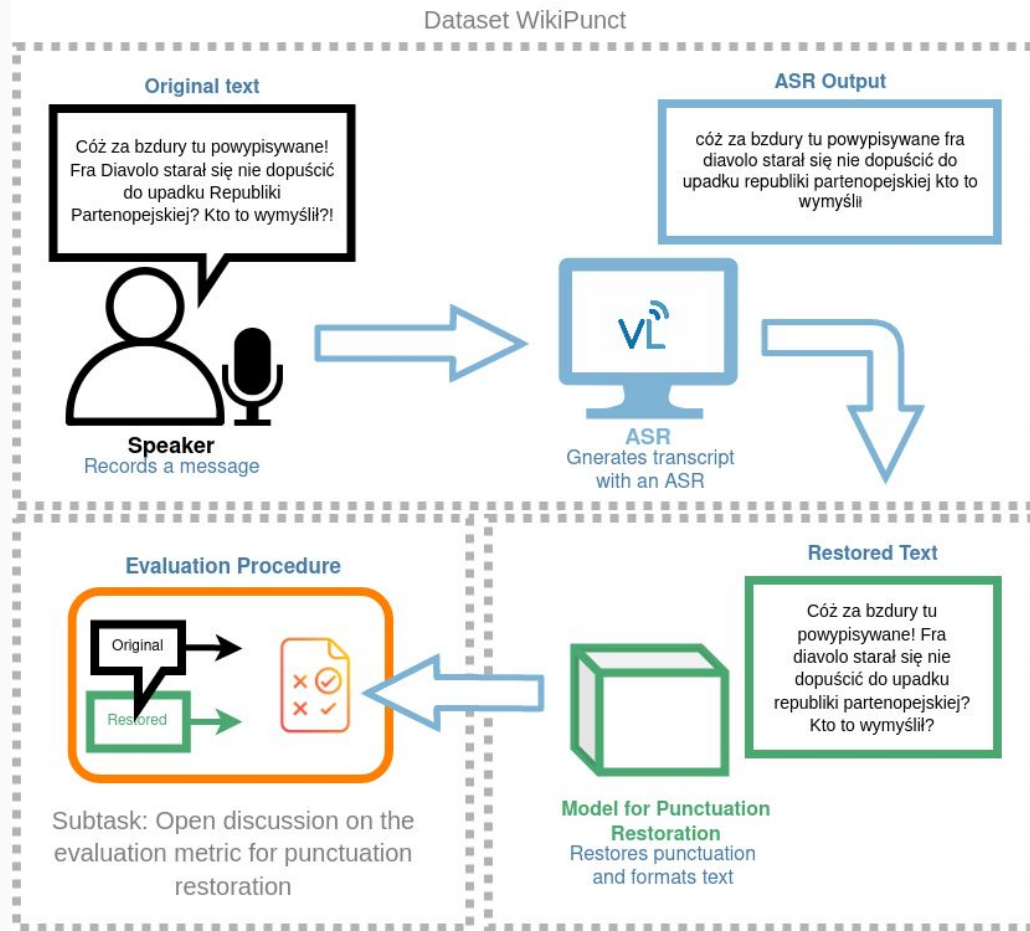 Dataset WikiPunct
Original text
Cóż za bzdury tu powypisywane!
Fra Diavolo starał się nie dopuścić
do upadku Republiki
Partenopejskiej? Kto to wymyślił?!
Speaker
Records a message
ASR Output
cóż za bzdury tu powypisywane fra
diavolo starał się nie dopuścić do
upadku republiki partenopejskiej kto to
wymyślił
VL
ASR
Gnerates transcript
with an ASR
Evaluation Procedure
Original
Restored
Subtask: Open discussion on the
evaluation metric for punctuation
restoration
Restored Text
Cóż za bzdury tu
powypisywane! Fra
diavolo starał się nie
dopuścić do upadku
republiki partenopejskiej?
Kto to wymyślił?
Model for Punctuation
Restoration
Restores punctuation
and formats text